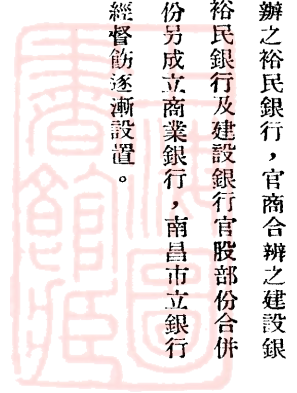 辦之裕民銀行，官商合辦之建設銀
裕民銀行及建設銀行官股部份合併
份另成立商業銀行，南昌市立銀行
經督飭逐漸設置。